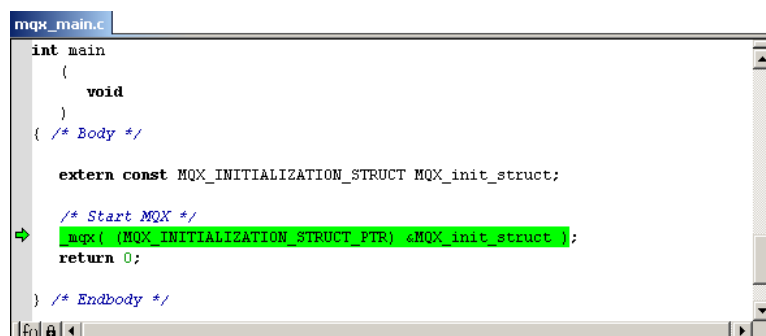 mqx_main.c
int main
(
void
)
{ /* Body */
extern const MQX_INITIALIZATION_STRUCT MQX_init_struct;
/* Start MQX */
_mqx( (MQX_INITIALIZATION_STRUCT_PTR) &MQX_init_struct );
return 0;
} /* Endbody */